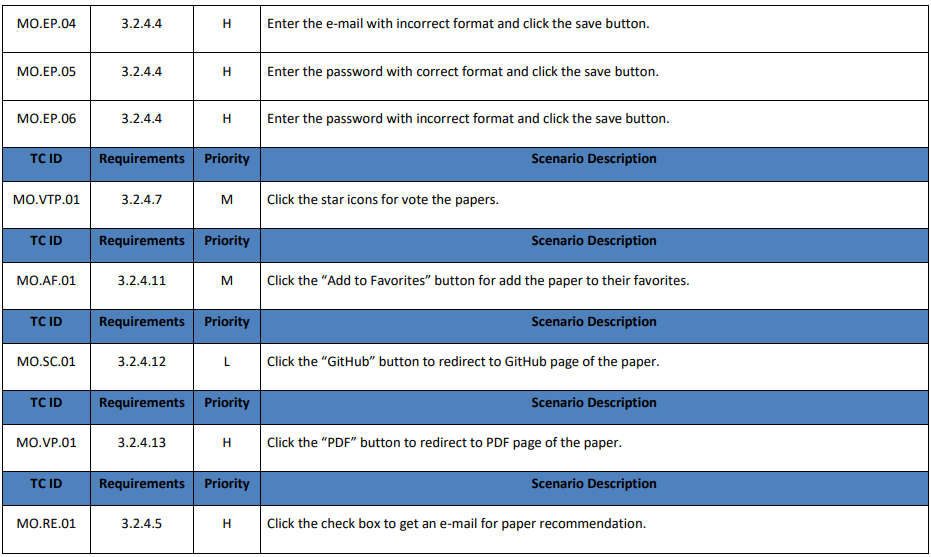 MO.EP.04 3.2.4.4 H Enter the e-mail with incorrect format and click the save button.
MO.EP.05 3.2.4.4 H Enter the password with correct format and click the save button.
MO.EP.06 3.2.4.4 H Enter the password with incorrect format and click the save button.
TC ID Requirements Priority Scenario Description
MO.VTP.01 3.2.4.7 M Click the star icons for vote the papers.
TC ID Requirements Priority Scenario Description
MO.AF.01 3.2.4.11 M Click the “Add to Favorites” button for add the paper to their favorites.
TC ID Requirements Priority Scenario Description
MO.SC.01 3.2.4.12 L Click the “GitHub” button to redirect to GitHub page of the paper.
TC ID Requirements Priority Scenario Description
MO.VP.01 3.2.4.13 H Click the “PDF” button to redirect to PDF page of the paper.
TC ID Requirements Priority Scenario Description
MO.RE.01 3.2.4.5 H Click the check box to get an e-mail for paper recommendation.